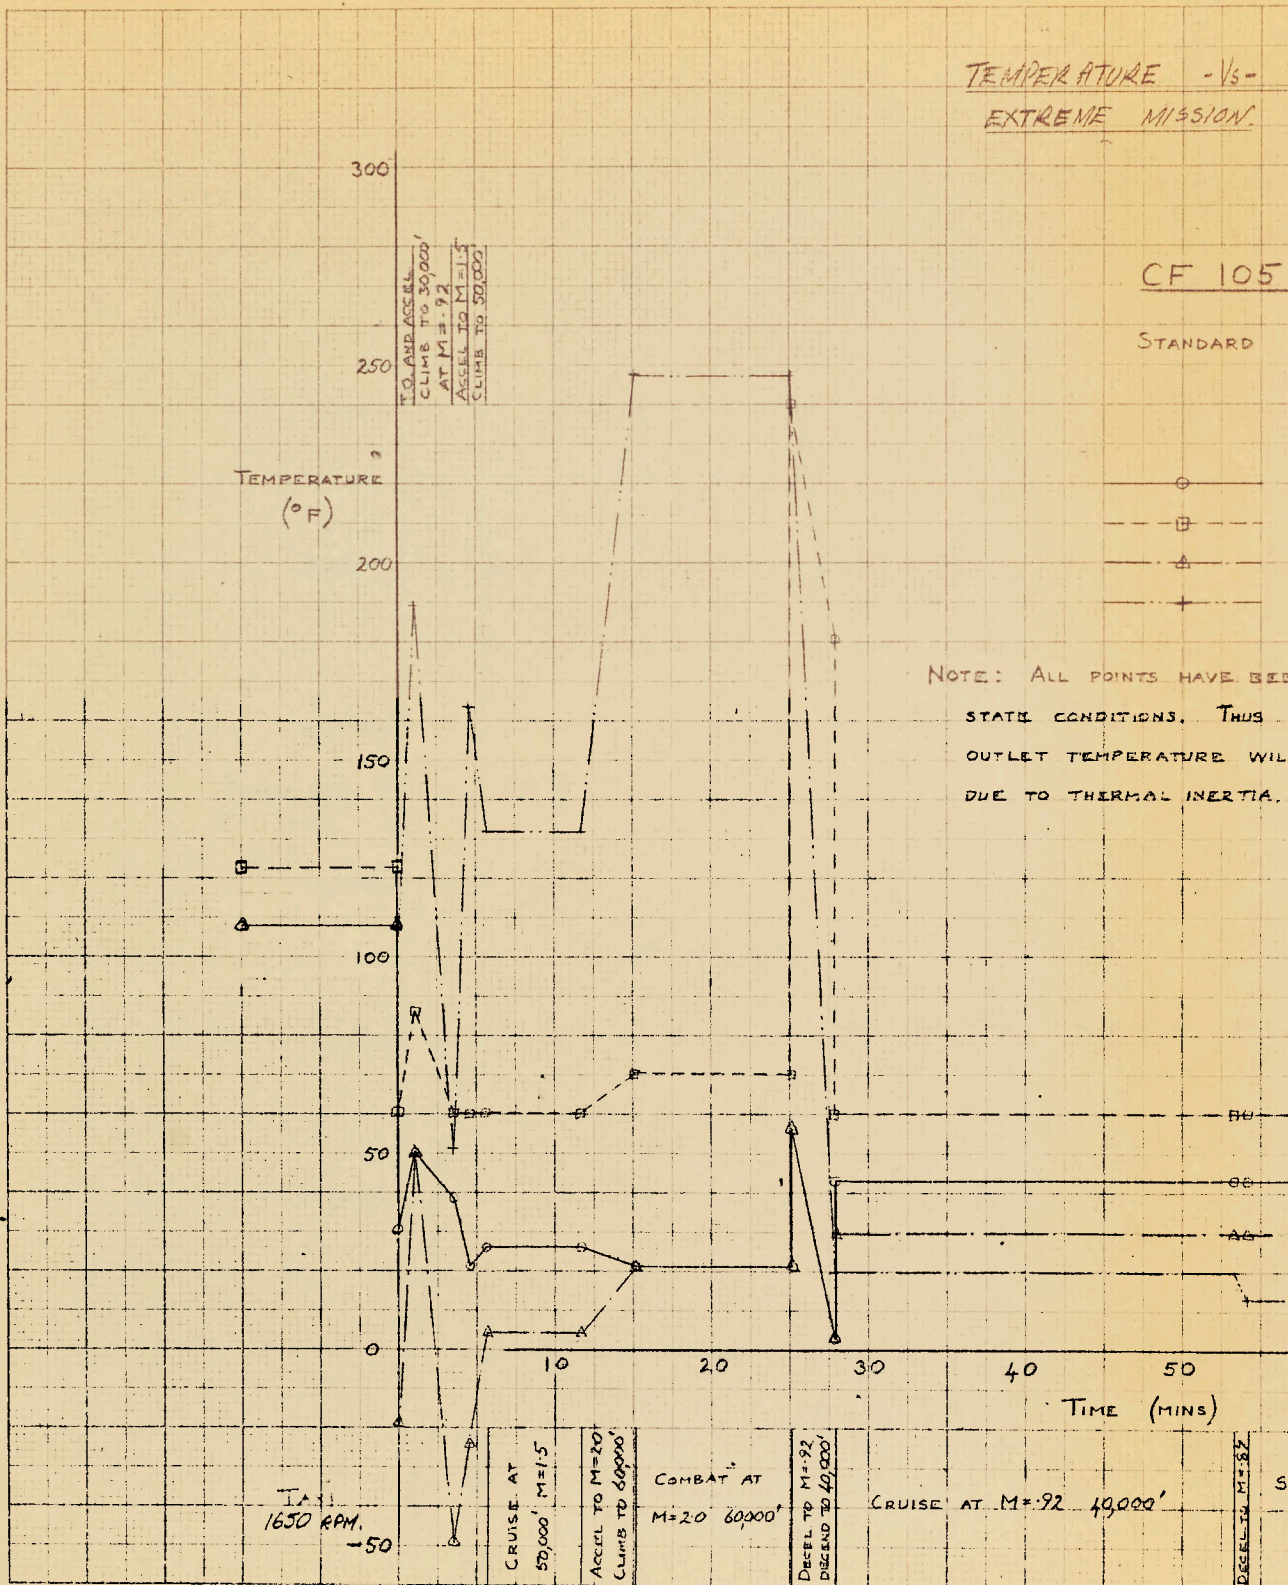 TEMPERATURE -VS-
EXTREME MISSION.
CF 105
STANDARD
300
250
200
150
100
50
0
-50
TEMPERATURE
(°F)
T.O. AND ACCEL
CLIMB TO 30,000'
AT M=.92
ACCEL TO M=1.5
CLIMB TO 50,000'
NOTE: ALL POINTS HAVE BEE
STATE CONDITIONS. THUS
OUTLET TEMPERATURE WIL
DUE TO THERMAL INERTIA.
10 20 30 40 50
TIME (MINS)
TAXI
1650 RPM.
CRUISE AT
50,000' M=1.5
ACCEL TO M=2.0
CLIMB TO 60,000'
COMBAT AT
M=2.0 60,000'
DECEL TO M=.92
DECEND TO 40,000'
CRUISE AT M=.92 40,000'
S